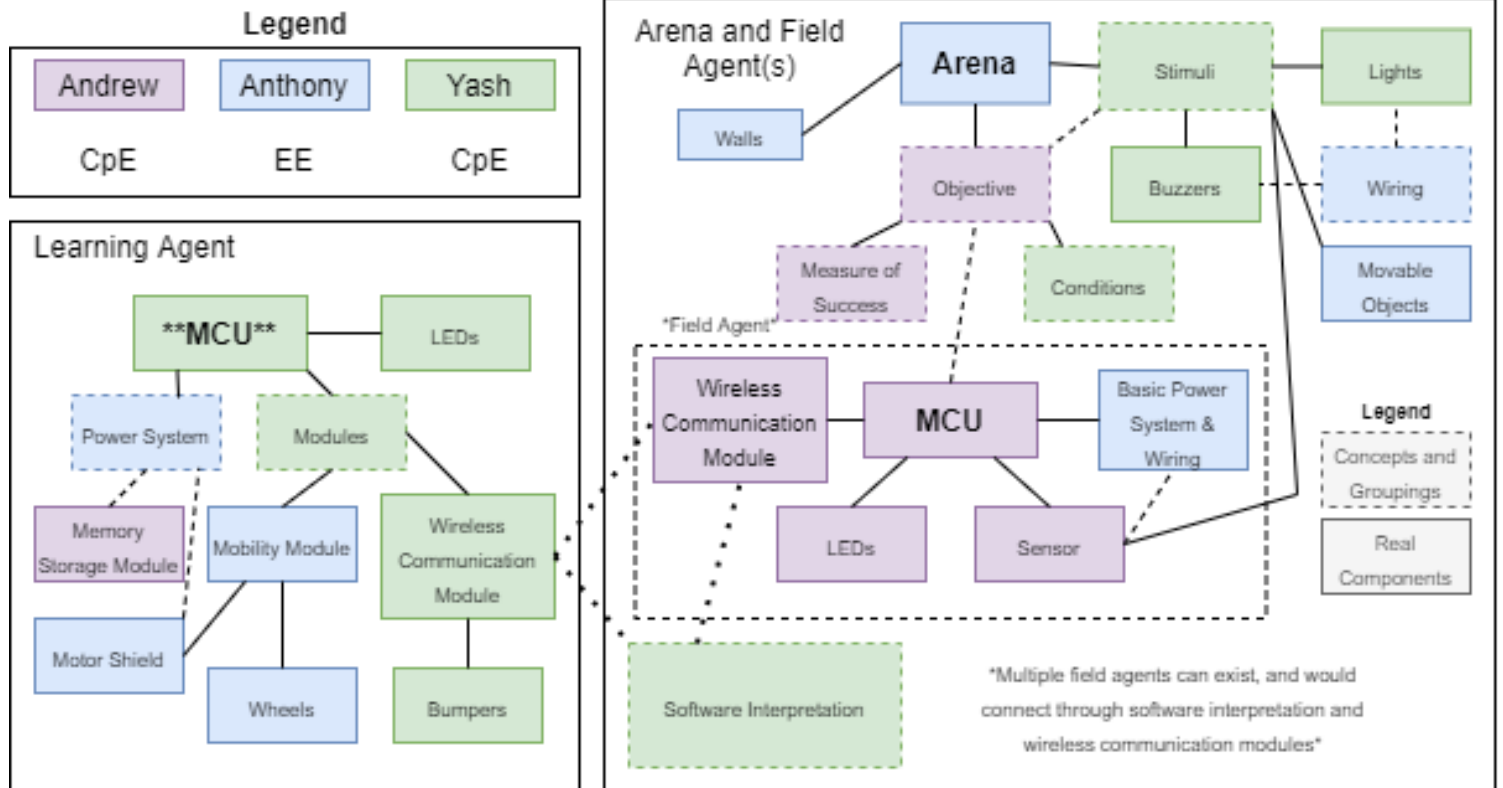 Legend
Andrew
Anthony
Yash
CpE
EE
CpE
Learning Agent
**MCU**
LEDs
Power System
Modules
Memory
Storage Module
Mobility Module
Wireless
Communication
Module
Motor Shield
Wheels
Bumpers
Arena and Field
Agent(s)
Arena
Stimuli
Lights
Walls
Objective
Buzzers
Wiring
Measure of
Success
Conditions
Movable
Objects
*Field Agent*
Wireless
Communication
Module
MCU
Basic Power
System &
Wiring
LEDs
Sensor
Legend
Concepts and
Groupings
Real
Components
Software Interpretation
*Multiple field agents can exist, and would
connect through software interpretation and
wireless communication modules*